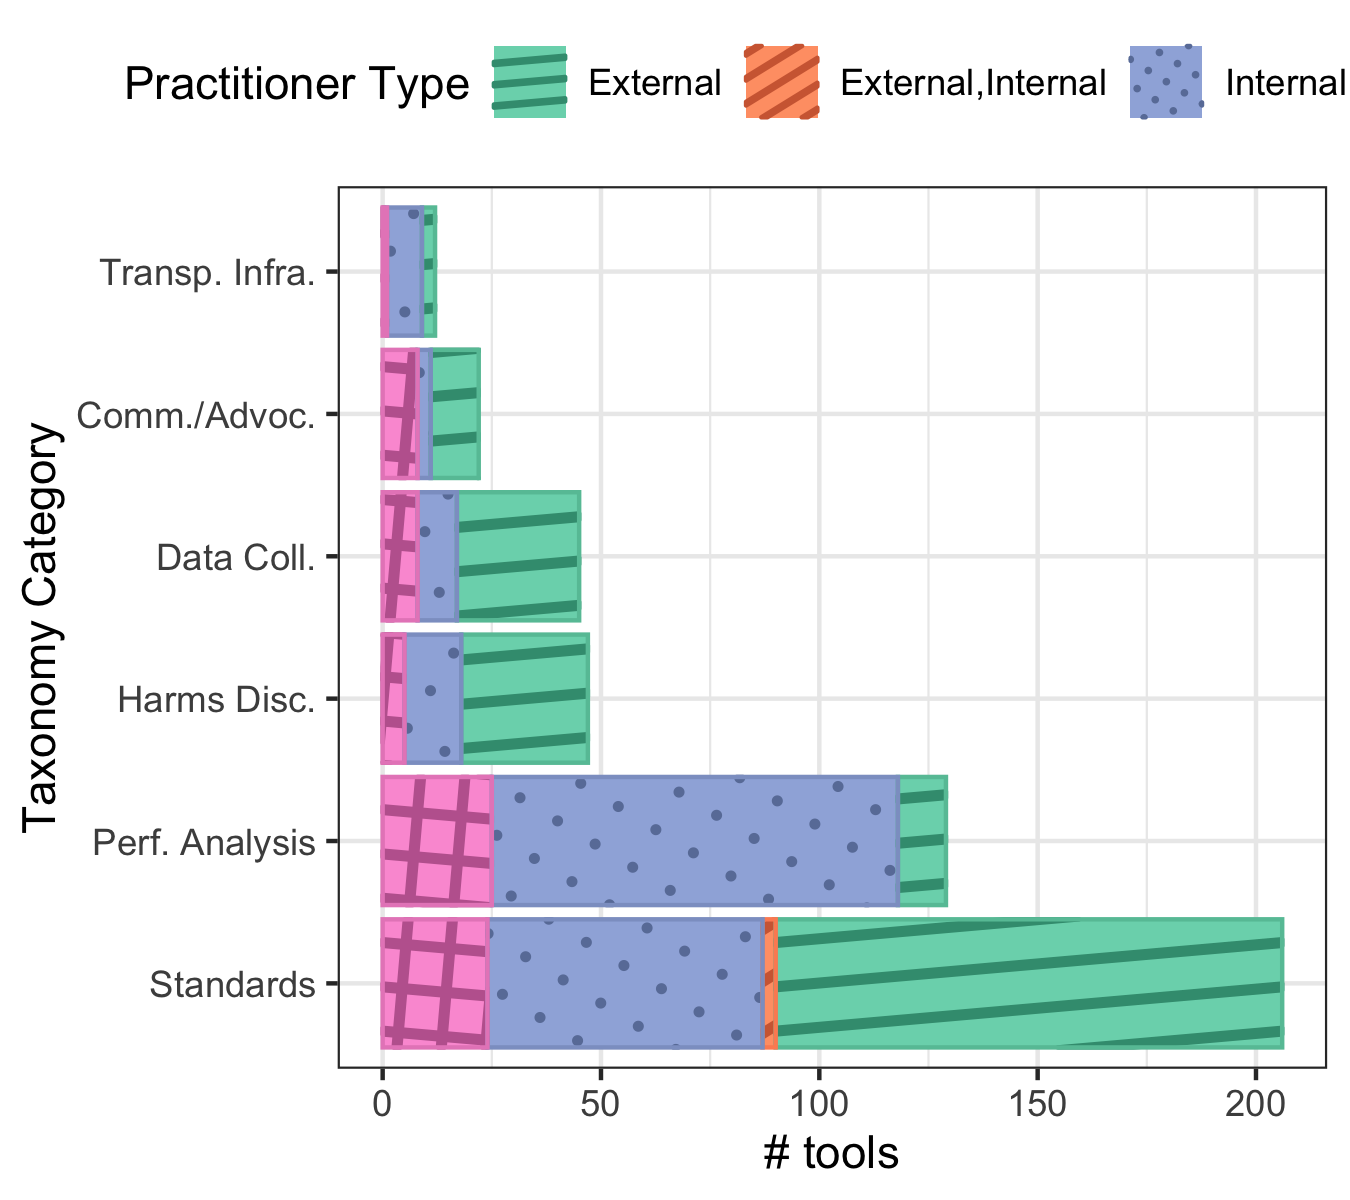 Practitioner Type External External,Internal Internal
Transp. Infra.
Comm./Advoc.
Data Coll.
Harms Disc.
Perf. Analysis
Standards
Taxonomy Category
0 50 100 150 200
# tools